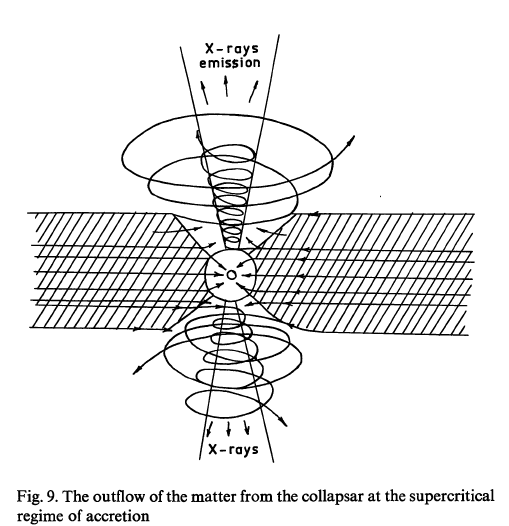 X-rays
emission
X-rays
Fig. 9. The outflow of the matter from the collapsar at the supercritical
regime of accretion